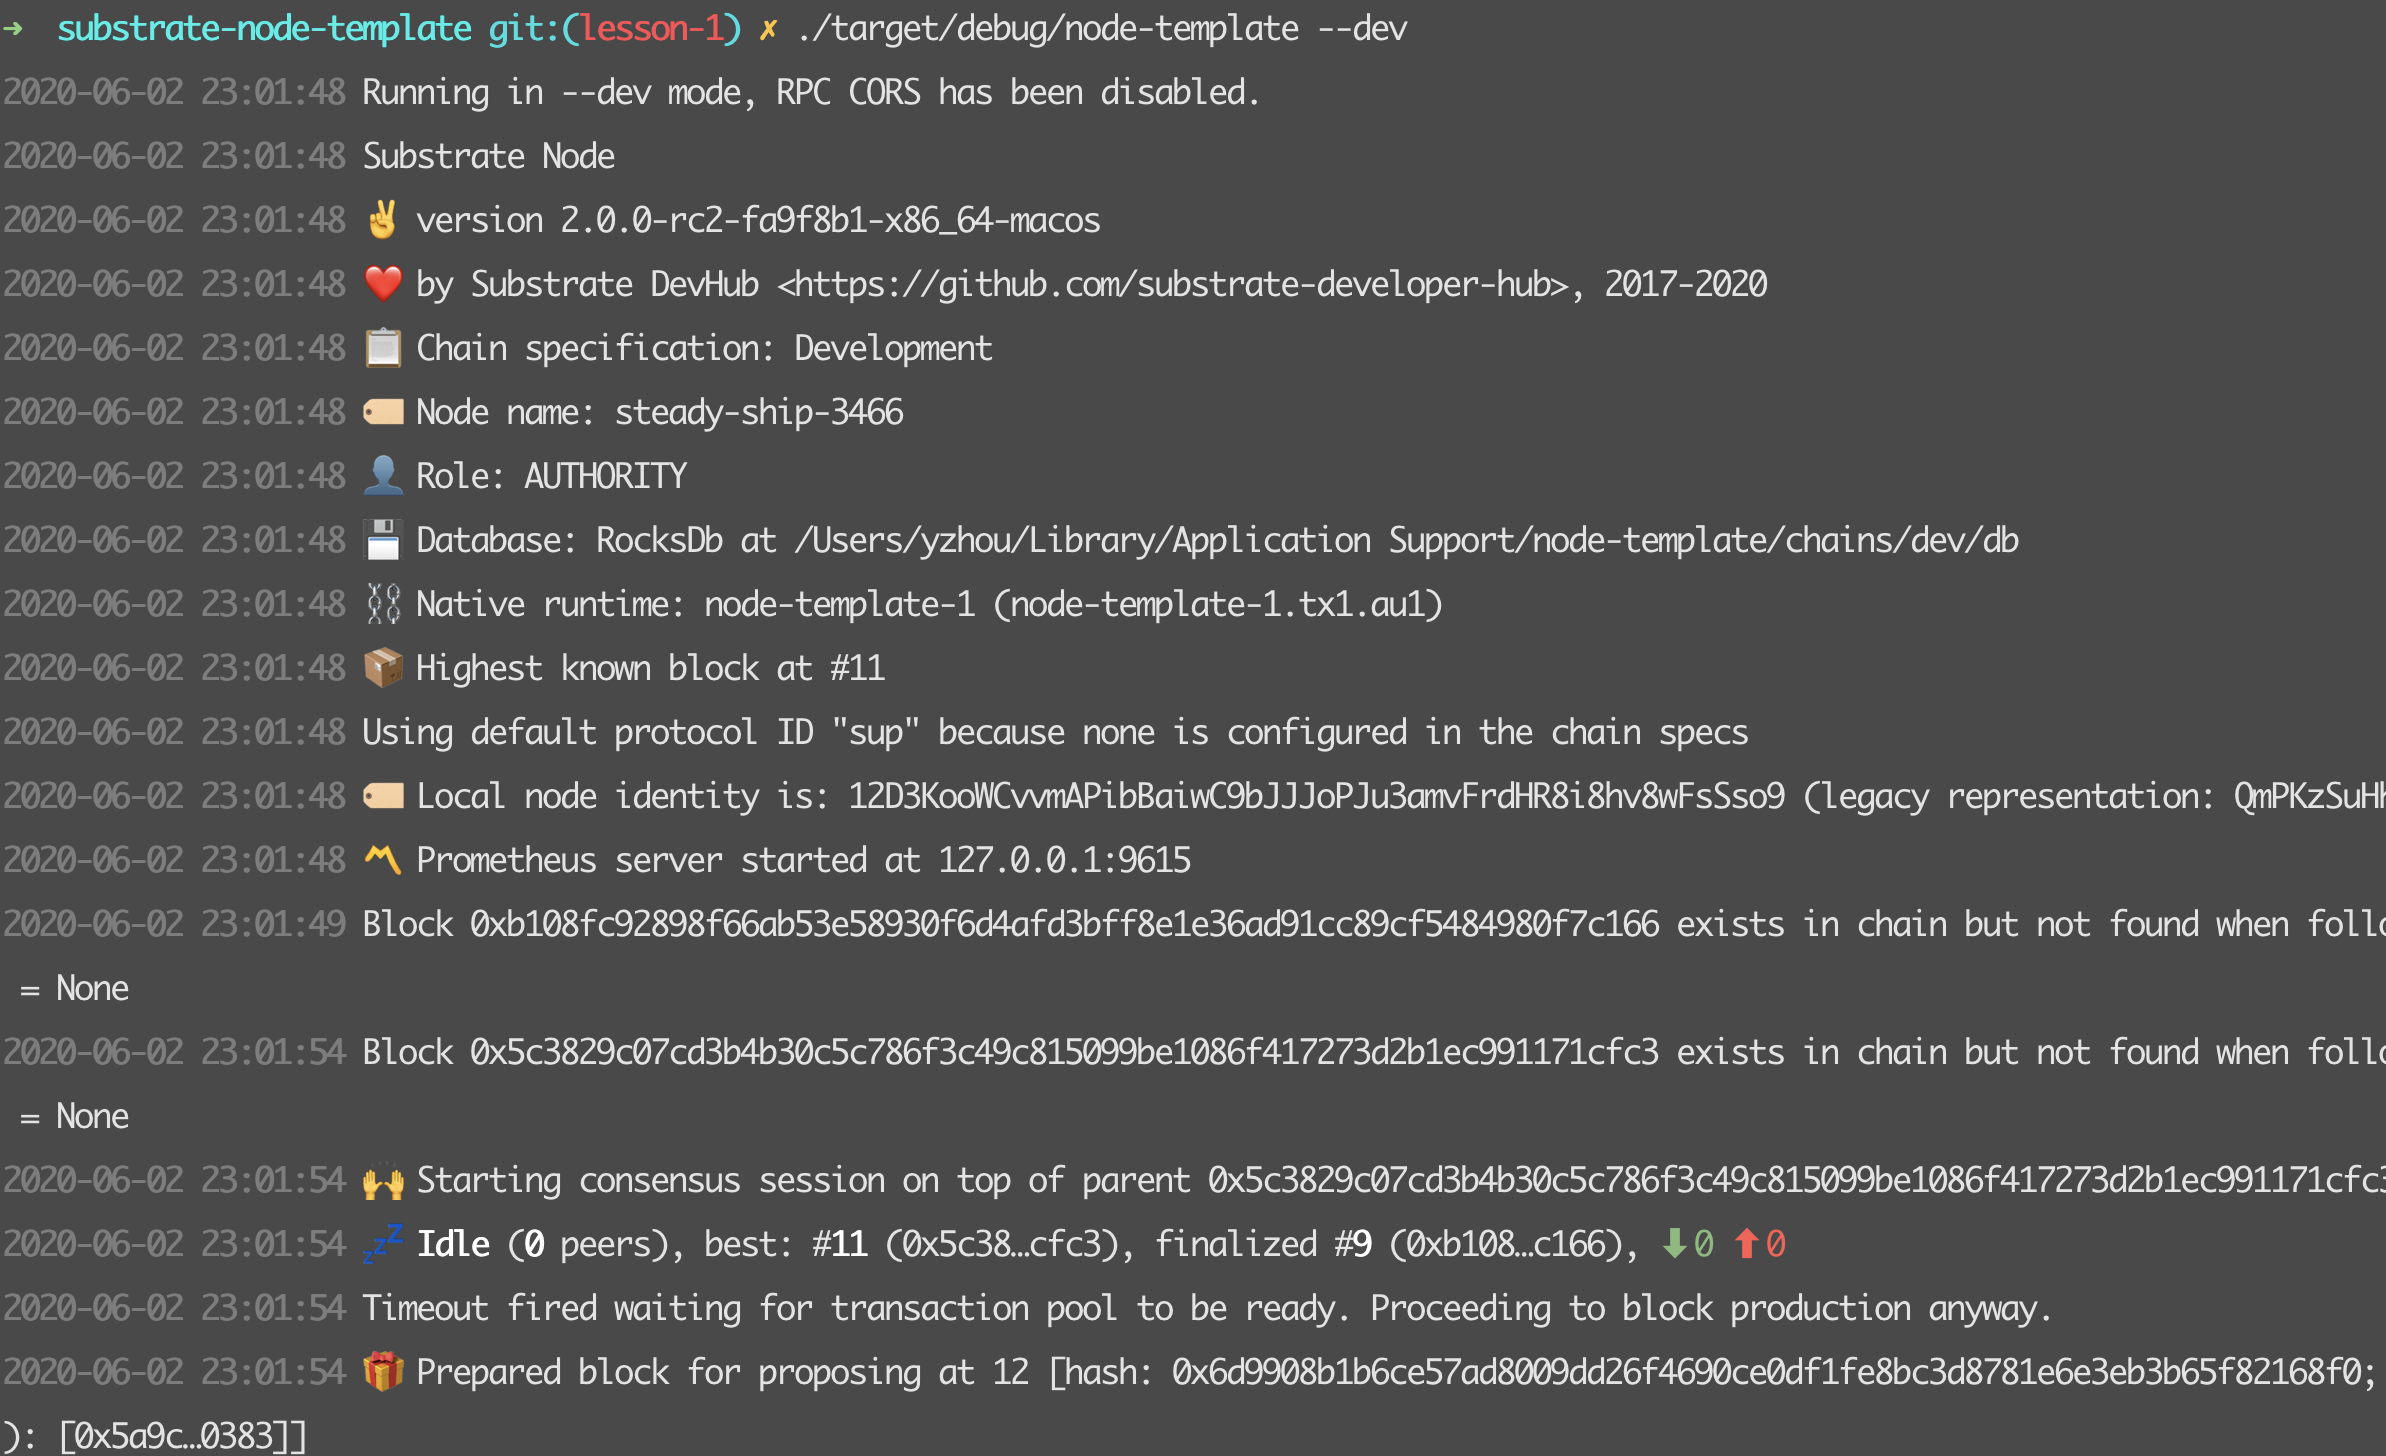 ➜ substrate-node-template git:(lesson-1) ✗ ./target/debug/node-template --dev
2020-06-02 23:01:48 Running in --dev mode, RPC CORS has been disabled.
2020-06-02 23:01:48 Substrate Node
2020-06-02 23:01:48 ✌️ version 2.0.0-rc2-fa9f8b1-x86_64-macos
2020-06-02 23:01:48 ❤️ by Substrate DevHub <https://github.com/substrate-developer-hub>, 2017-2020
2020-06-02 23:01:48 📋 Chain specification: Development
2020-06-02 23:01:48 🏷 Node name: steady-ship-3466
2020-06-02 23:01:48 👤 Role: AUTHORITY
2020-06-02 23:01:48 💾 Database: RocksDb at /Users/yzhou/Library/Application Support/node-template/chains/dev/db
2020-06-02 23:01:48 ⛓ Native runtime: node-template-1 (node-template-1.tx1.au1)
2020-06-02 23:01:48 📦 Highest known block at #11
2020-06-02 23:01:48 Using default protocol ID "sup" because none is configured in the chain specs
2020-06-02 23:01:48 🏷 Local node identity is: 12D3KooWCvvmAPibBaiwC9bJJJoPJu3amvFrdHR8i8hv8wFsSso9 (legacy representation: QmPKzSuHK
2020-06-02 23:01:48 〽️ Prometheus server started at 127.0.0.1:9615
2020-06-02 23:01:49 Block 0xb108fc92898f66ab53e58930f6d4afd3bff8e1e36ad91cc89cf5484980f7c166 exists in chain but not found when follo
= None
2020-06-02 23:01:54 Block 0x5c3829c07cd3b4b30c5c786f3c49c815099be1086f417273d2b1ec991171cfc3 exists in chain but not found when follo
= None
2020-06-02 23:01:54 🙌 Starting consensus session on top of parent 0x5c3829c07cd3b4b30c5c786f3c49c815099be1086f417273d2b1ec991171cfc3
2020-06-02 23:01:54 💤 Idle (0 peers), best: #11 (0x5c38…cfc3), finalized #9 (0xb108…c166), ⬇ 0 ⬆ 0
2020-06-02 23:01:54 Timeout fired waiting for transaction pool to be ready. Proceeding to block production anyway.
2020-06-02 23:01:54 🎁 Prepared block for proposing at 12 [hash: 0x6d9908b1b6ce57ad8009dd26f4690ce0df1fe8bc3d8781e6e3eb3b65f82168f0;
): [0x5a9c…0383]]